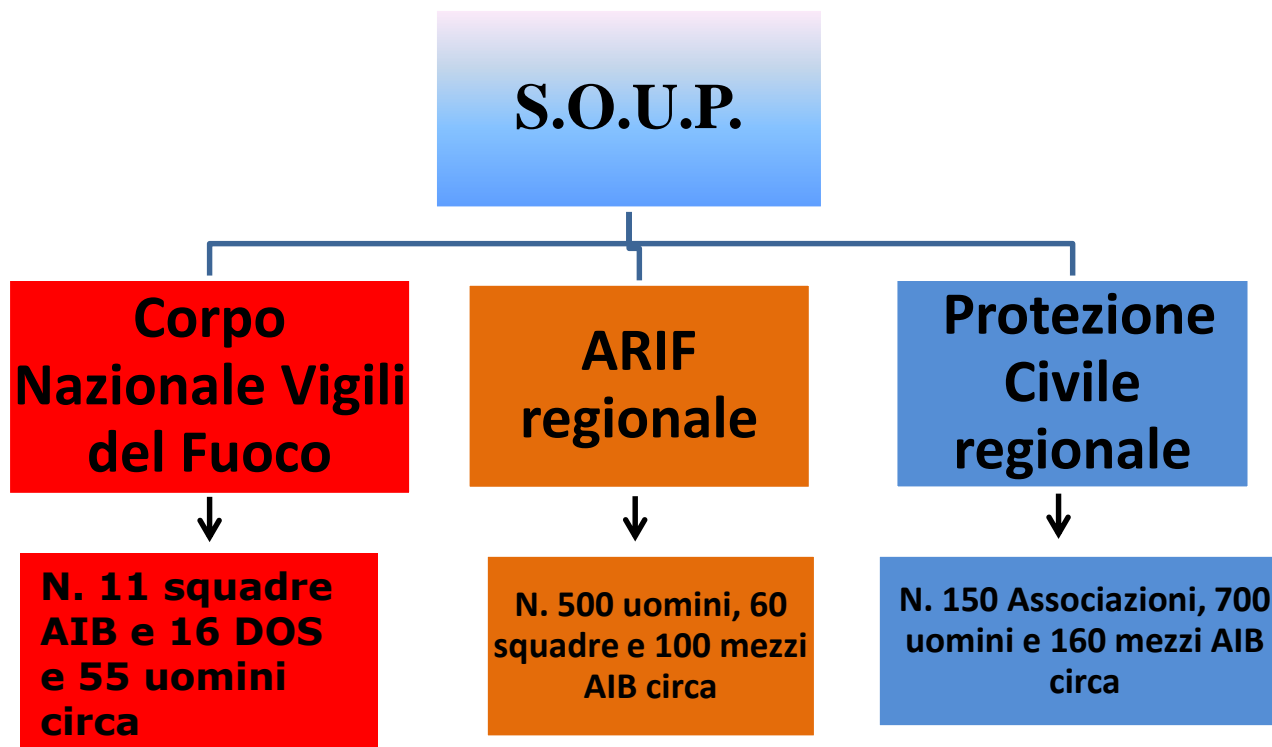 S.O.U.P.
Corpo
Nazionale Vigili
del Fuoco
ARIF
regionale
Protezione
Civile
regionale
N. 11 squadre
AIB e 16 DOS
e 55 uomini
circa
N. 500 uomini, 60
squadre e 100 mezzi
AIB circa
N. 150 Associazioni, 700
uomini e 160 mezzi AIB
circa